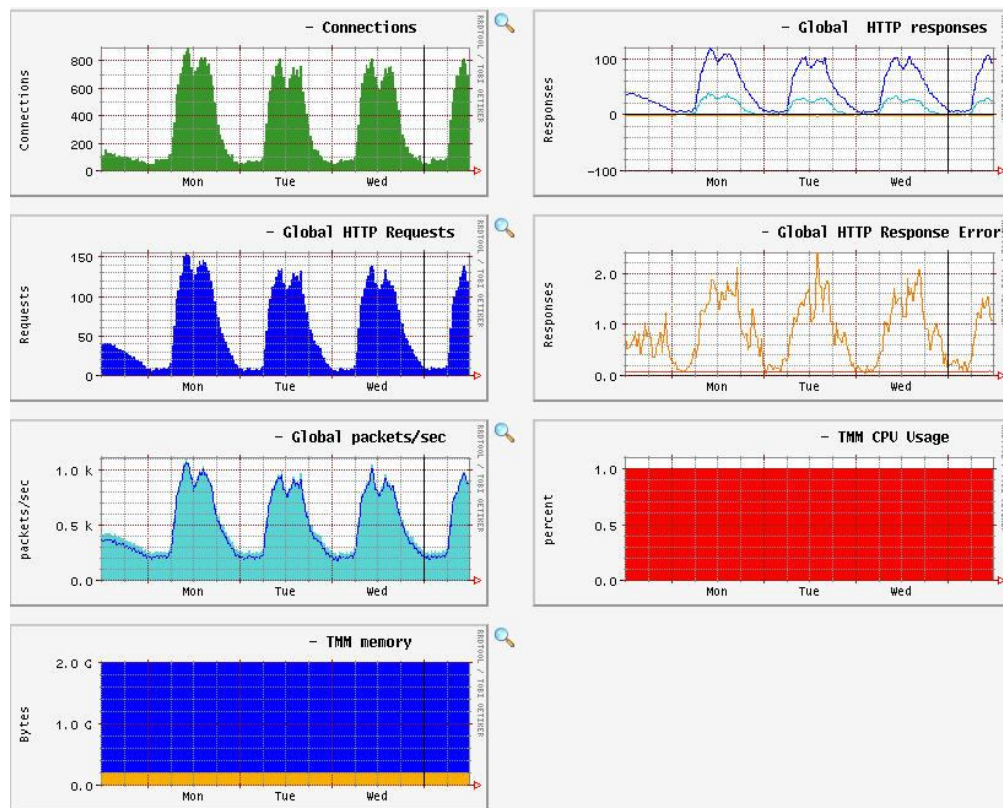 - Connections
Connections
800
600
400
200
0
Mon Tue Wed
RRDTOOL / TOBI OETIKER
- Global HTTP responses
Responses
100
0
-100
Mon Tue Wed
- Global HTTP Requests
Requests
150
100
50
0
Mon Tue Wed
RRDTOOL / TOBI OETIKER
- Global HTTP Response Error
Responses
2.0
1.0
0.0
Mon Tue Wed
- Global packets/sec
packets/sec
1.0 k
0.5 k
0.0
Mon Tue Wed
RRDTOOL / TOBI OETIKER
- TMM CPU Usage
percent
1.0
0.5
0.0
Mon Tue Wed
- TMM memory
Bytes
2.0 G
1.0 G
0.0
Mon Tue Wed
RRDTOOL / TOBI OETIKER